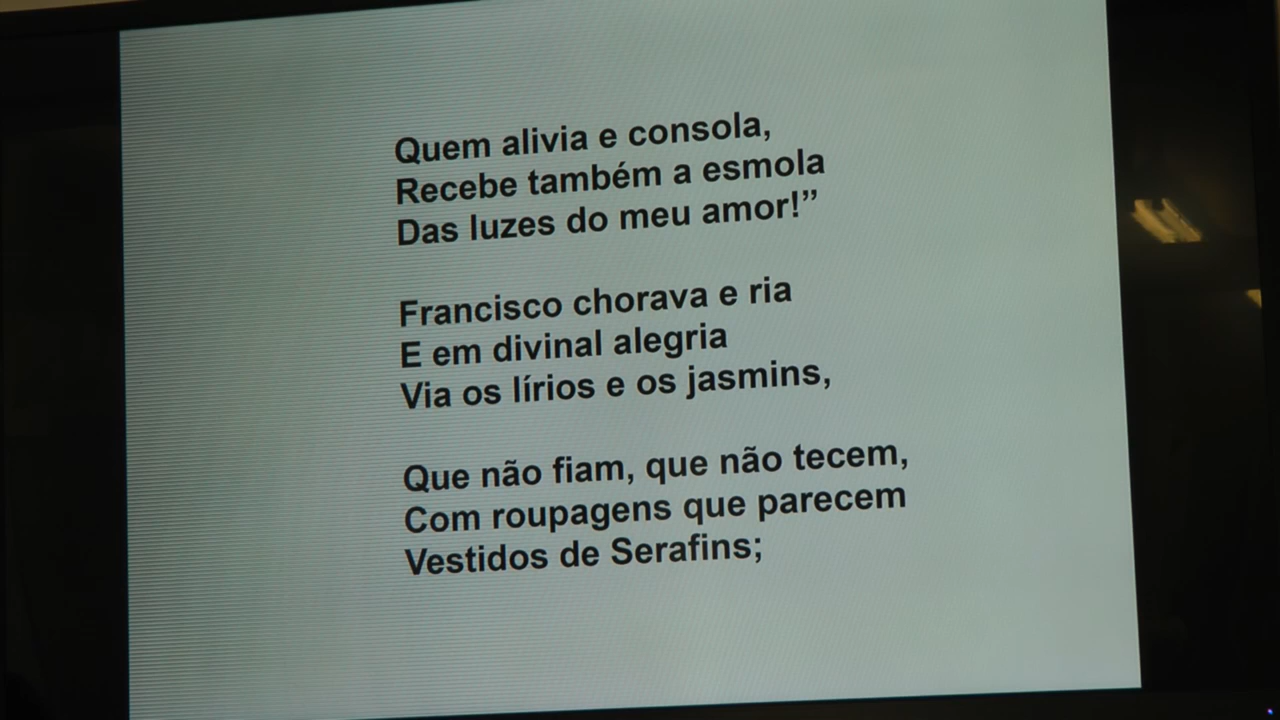 Quem alivia e consola,
Recebe também a esmola
Das luzes do meu amor!”
Francisco chorava e ria
E em divinal alegria
Via os lírios e os jasmins,
Que não fiam, que não tecem,
Com roupagens que parecem
Vestidos de Serafins;